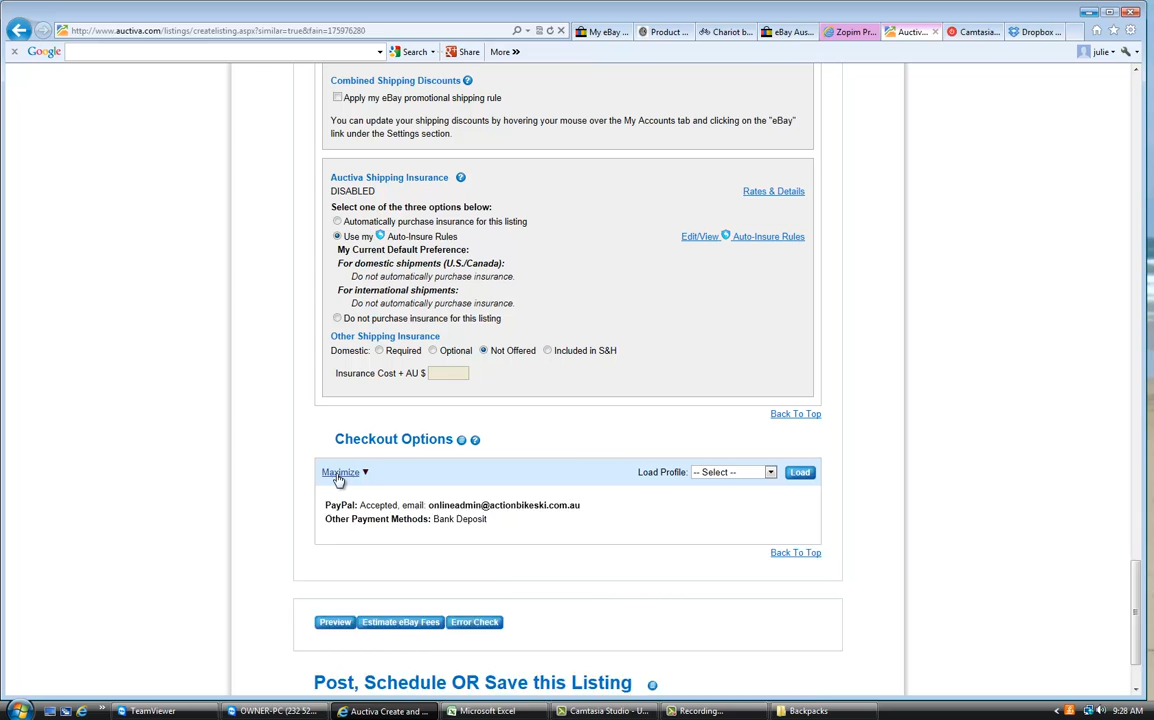 http://www.auctiva.com/listings/createlisting.aspx?similar=true&fain=175976280
My eBay ...
Product ...
Chariot b...
eBay Aus...
Zopim Pr...
Auctiv...
Camtasia...
Dropbox ...
Google
Search
Share
More »
julie
Combined Shipping Discounts
Apply my eBay promotional shipping rule
You can update your shipping discounts by hovering your mouse over the My Accounts tab and clicking on the "eBay"
link under the Settings section.
Auctiva Shipping Insurance
DISABLED
Rates & Details
Select one of the three options below:
Automatically purchase insurance for this listing
Use my Auto-Insure Rules
Edit/View Auto-Insure Rules
My Current Default Preference:
For domestic shipments (U.S./Canada):
Do not automatically purchase insurance.
For international shipments:
Do not automatically purchase insurance.
Do not purchase insurance for this listing
Other Shipping Insurance
Domestic: Required Optional Not Offered Included in S&H
Insurance Cost + AU $
Back To Top
Checkout Options
Maximize ▼
Load Profile: -- Select -- Load
PayPal: Accepted, email: onlineadmin@actionbikeski.com.au
Other Payment Methods: Bank Deposit
Back To Top
Preview Estimate eBay Fees Error Check
Post, Schedule OR Save this Listing
TeamViewer
OWNER-PC (232 52...
Auctiva Create and ...
Microsoft Excel
Camtasia Studio - U...
Recording...
Backpacks
9:28 AM